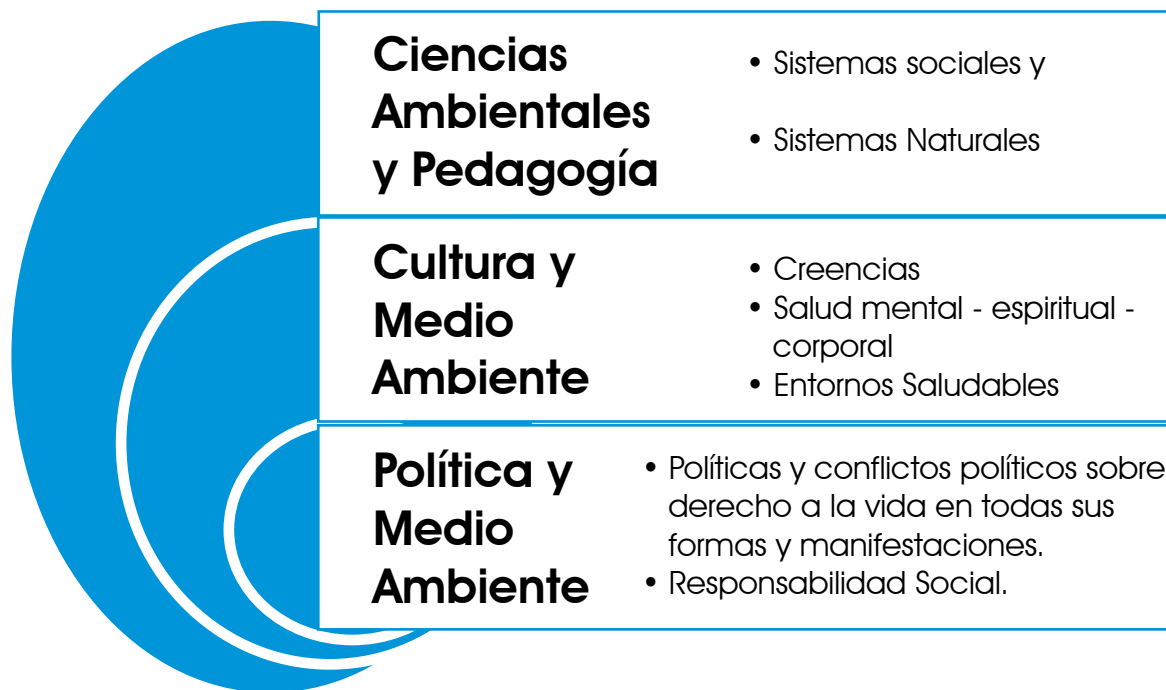 Ciencias
Ambientales
y Pedagogía
• Sistemas sociales y
• Sistemas Naturales
Cultura y
Medio
Ambiente
• Creencias
• Salud mental - espiritual -
corporal
• Entornos Saludables
Política y
Medio
Ambiente
• Políticas y conflictos políticos sobre
derecho a la vida en todas sus
formas y manifestaciones.
• Responsabilidad Social.